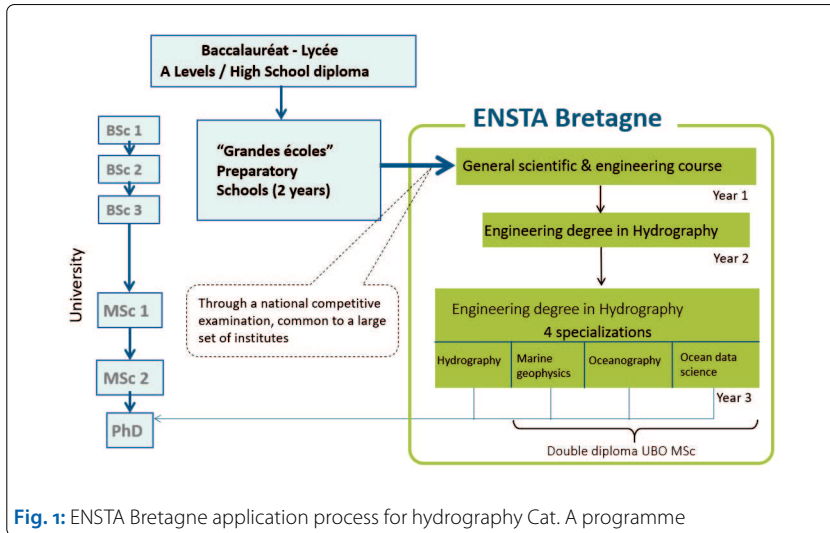 Baccalauréat - Lycée
A Levels / High School diploma
University
BSc 1
BSc 2
BSc 3
MSc 1
MSc 2
PhD
“Grandes écoles”
Preparatory
Schools (2 years)
Through a national competitive
examination, common to a large
set of institutes
ENSTA Bretagne
General scientific & engineering course
Year 1
Engineering degree in Hydrography
Year 2
Engineering degree in Hydrography
4 specializations
Hydrography
Marine
geophysics
Oceanography
Ocean data
science
Year 3
Double diploma UBO MSc
Fig. 1: ENSTA Bretagne application process for hydrography Cat. A programme